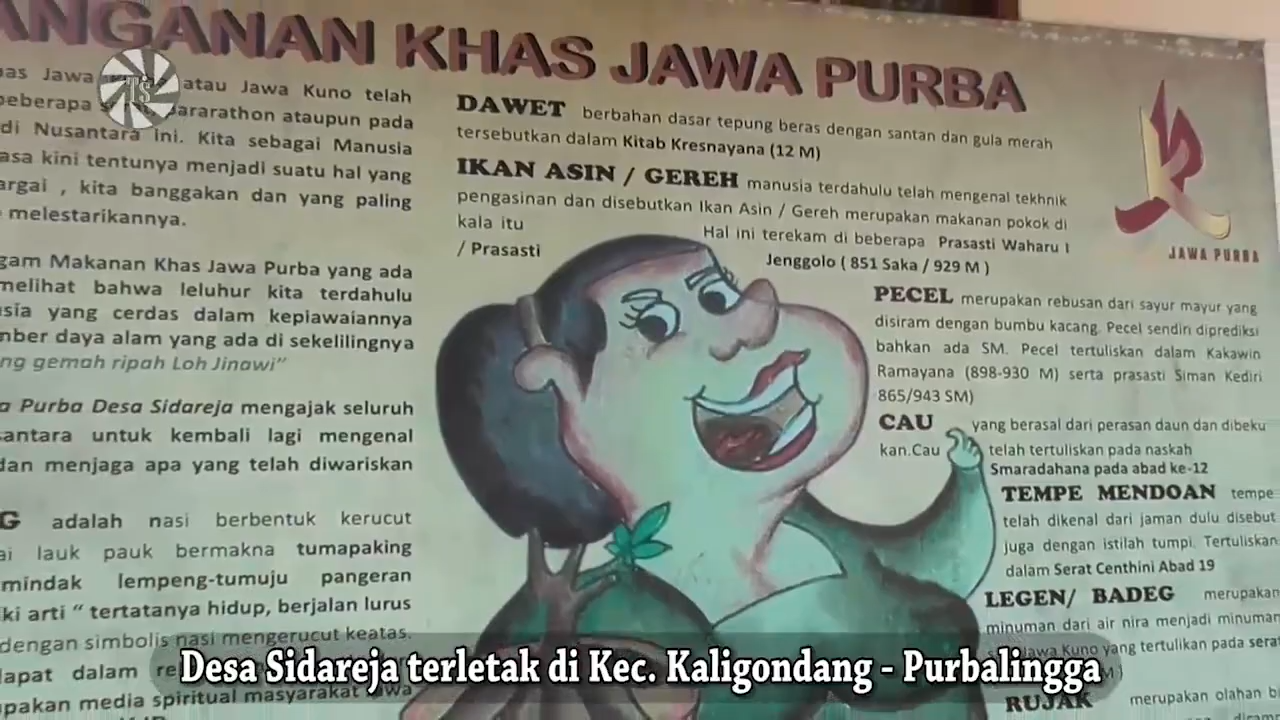 ANGANAN KHAS JAWA PURBA
TS
as Jawa atau Jawa Kuno telah
beberapa pararathon ataupun pada
di Nusantara ini. Kita sebagai Manusia
asa kini tentunya menjadi suatu hal yang
argai , kita banggakan dan yang paling
melestarikannya.
gam Makanan Khas Jawa Purba yang ada
melihat bahwa leluhur kita terdahulu
sia yang cerdas dalam kepiawaiannya
mber daya alam yang ada di sekelilingnya
ng gemah ripah Loh Jinawi"
a Purba Desa Sidareja mengajak seluruh
santara untuk kembali lagi mengenal
dan menjaga apa yang telah diwariskan
G adalah nasi berbentuk kerucut
ai lauk pauk bermakna tumapaking
mindak lempeng-tumuju pangeran
ki arti " tertatanya hidup, berjalan lurus
dengan simbolis nasi mengerucut keatas.
dapat dalam
upakan media spiritual masyarakat Jawa
DAWET berbahan dasar tepung beras dengan santan dan gula merah
tersebutkan dalam Kitab Kresnayana (12 M)
IKAN ASIN / GEREH manusia terdahulu telah mengenal tekhnik
pengasinan dan disebutkan Ikan Asin / Gereh merupakan makanan pokok di
kala itu Hal ini terekam di beberapa Prasasti Waharu I
/ Prasasti Jenggolo ( 851 Saka / 929 M )
JAWA PURBA
PECEL merupakan rebusan dari sayur mayur yang
disiram dengan bumbu kacang. Pecel sendiri diprediksi
bahkan ada SM. Pecel tertuliskan dalam Kakawin
Ramayana (898-930 M) serta prasasti Siman Kediri
865/943 SM)
CAU yang berasal dari perasan daun dan dibeku
kan.Cau telah tertuliskan pada naskah
Smaradahana pada abad ke-12
TEMPE MENDOAN tempe
telah dikenal dari jaman dulu disebut
juga dengan istilah tumpi. Tertuliskan
dalam Serat Centhini Abad 19
LEGEN/ BADEG merupakan
minuman dari air nira menjadi minuman
Jawa Kuno yang tertulikan pada serat
M)
RUJAK merupakan olahan
Desa Sidareja terletak di Kec. Kaligondang - Purbalingga